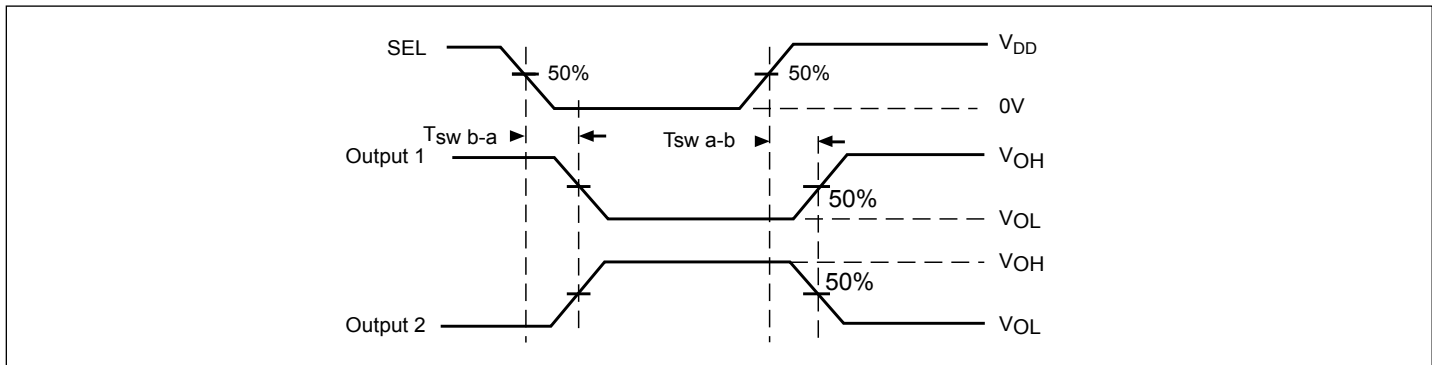 SEL
50%
50%
VDD
0V
Tsw b-a
Tsw a-b
Output 1
VOH
50%
VOL
VOH
50%
Output 2
VOL